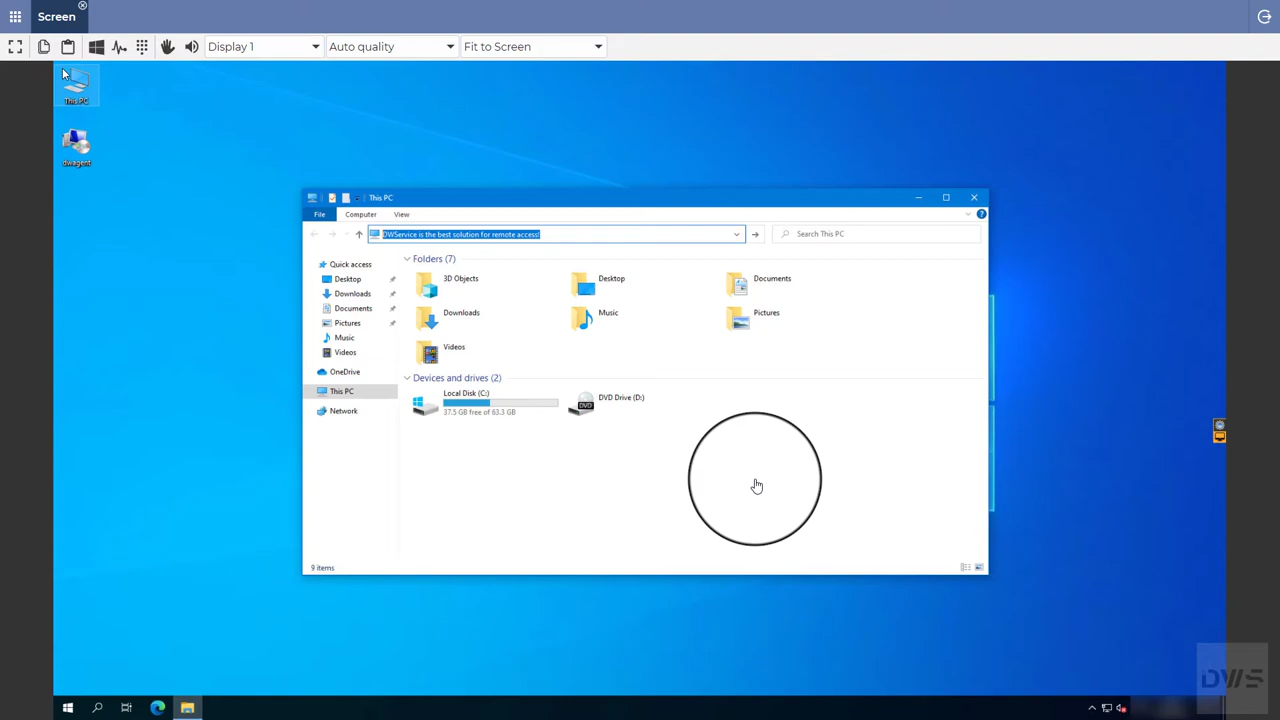 Screen
Display 1
Auto quality
Fit to Screen
This PC
dwagent
This PC
File
Computer
View
DWService is the best solution for remote access!
Search This PC
Quick access
Desktop
Downloads
Documents
Pictures
Music
Videos
OneDrive
This PC
Network
Folders (7)
3D Objects
Desktop
Documents
Downloads
Music
Pictures
Videos
Devices and drives (2)
Local Disk (C:)
37.5 GB free of 63.3 GB
DVD
DVD Drive (D:)
9 items
DWS